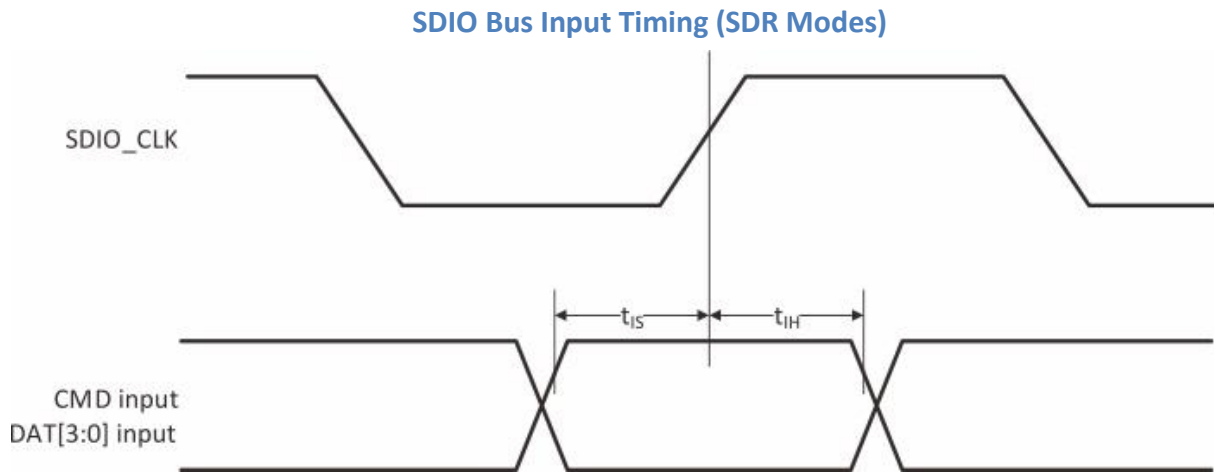 SDIO Bus Input Timing (SDR Modes)
SDIO_CLK
tIS
tIH
CMD input
DAT[3:0] input